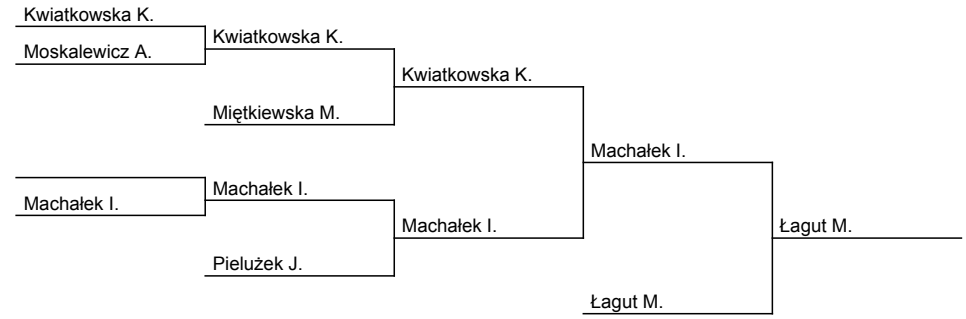 Kwiatkowska K.
Moskalewicz A.
Kwiatkowska K.
Miętkiewska M.
Kwiatkowska K.
Machałek I.
Machałek I.
Pielużek J.
Machałek I.
Machałek I.
Łagut M.
Łagut M.